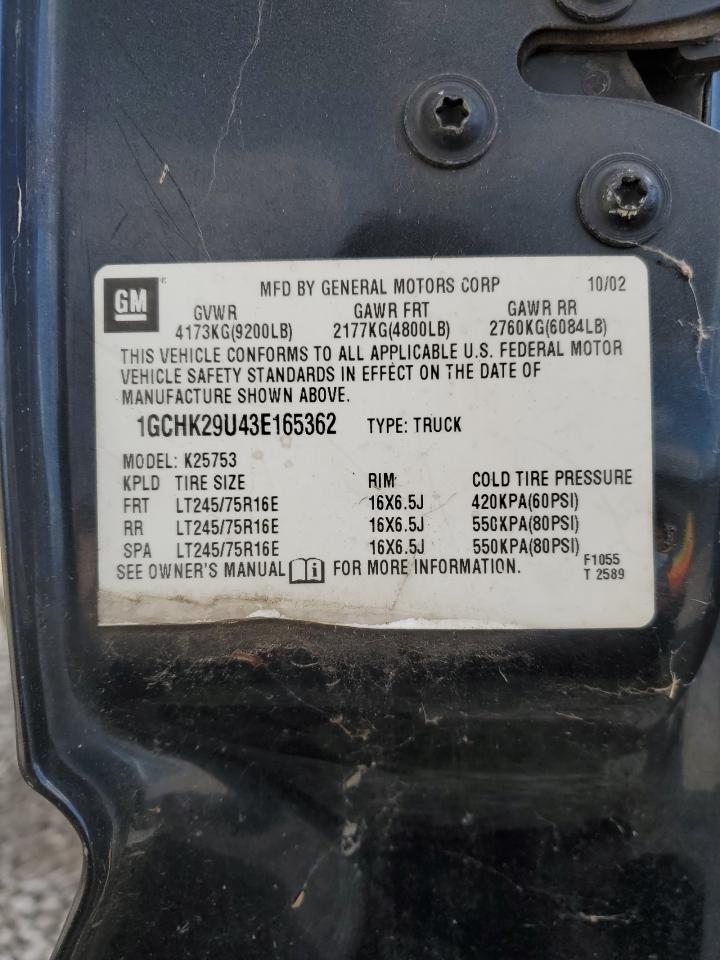 GM ® MFD BY GENERAL MOTORS CORP 10/02
GVWR GAWR FRT GAWR RR
4173KG(9200LB) 2177KG(4800LB) 2760KG(6084LB)
THIS VEHICLE CONFORMS TO ALL APPLICABLE U.S. FEDERAL MOTOR
VEHICLE SAFETY STANDARDS IN EFFECT ON THE DATE OF
MANUFACTURE SHOWN ABOVE.
1GCHK29U43E165362 TYPE: TRUCK
MODEL: K25753
KPLD TIRE SIZE RIM COLD TIRE PRESSURE
FRT LT245/75R16E 16X6.5J 420KPA(60PSI)
RR LT245/75R16E 16X6.5J 550KPA(80PSI)
SPA LT245/75R16E 16X6.5J 550KPA(80PSI)
SEE OWNER'S MANUAL i FOR MORE INFORMATION. F1055
T 2589